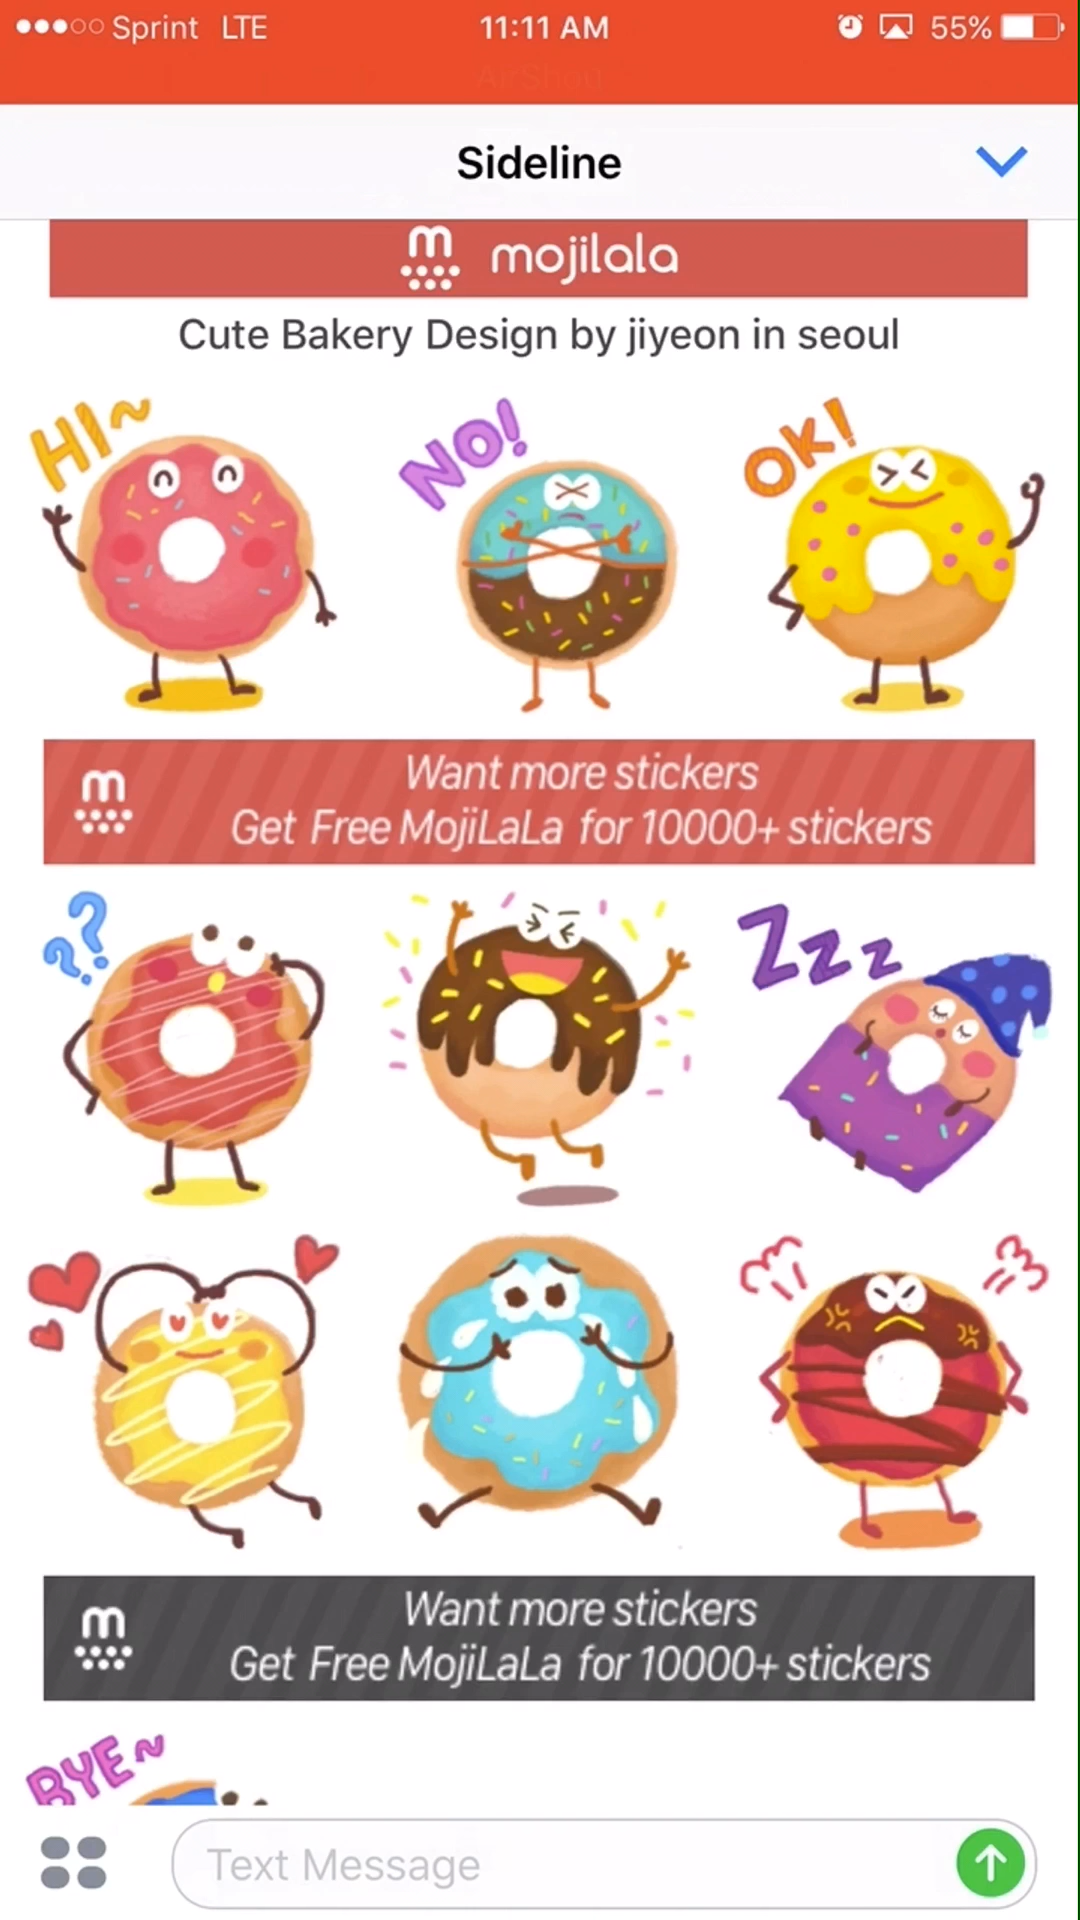 Sprint LTE 11:11 AM 55%
AirShou
Sideline
m mojilala
Cute Bakery Design by jiyeon in seoul
HI~ NO! OK!
m Want more stickers
Get Free MojiLaLa for 10000+ stickers
?? Zzz
m Want more stickers
Get Free MojiLaLa for 10000+ stickers
BYE~
Text Message